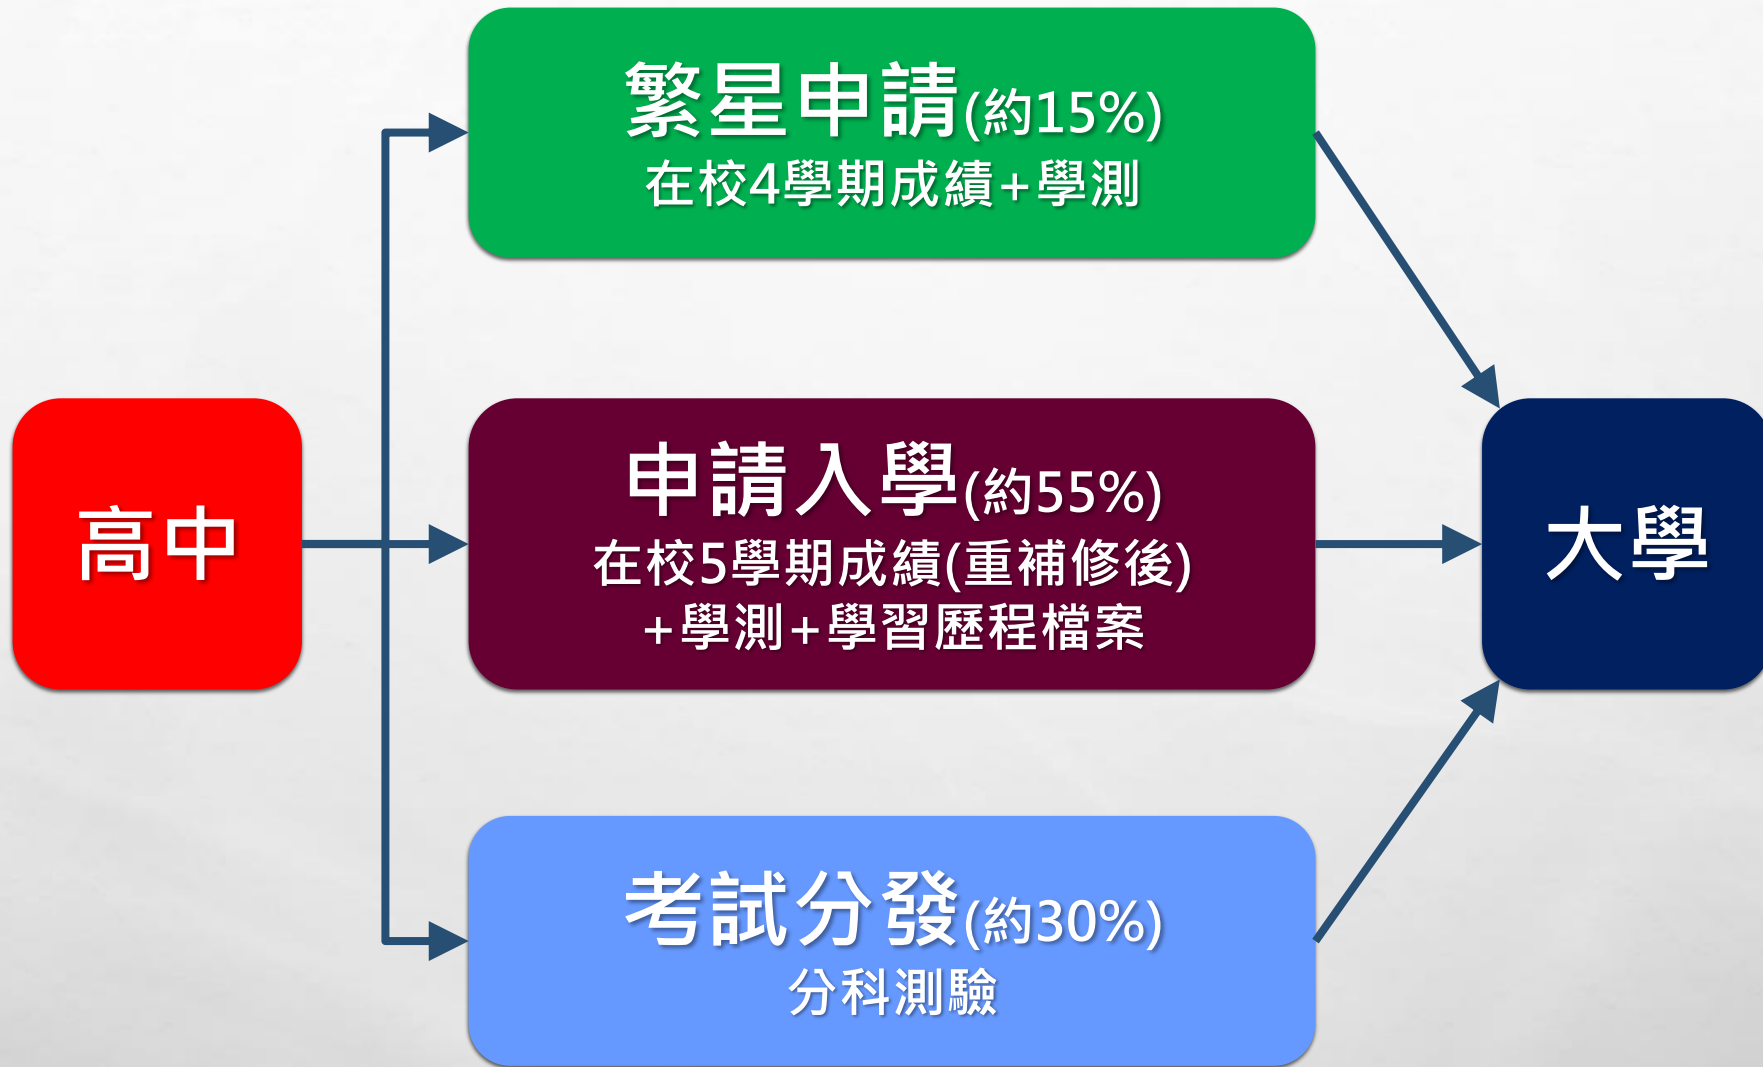 繁星申請(約15%)
在校4學期成績+學測
高中
申請入學(約55%)
在校5學期成績(重補修後)
+學測+學習歷程檔案
大學
考試分發(約30%)
分科測驗